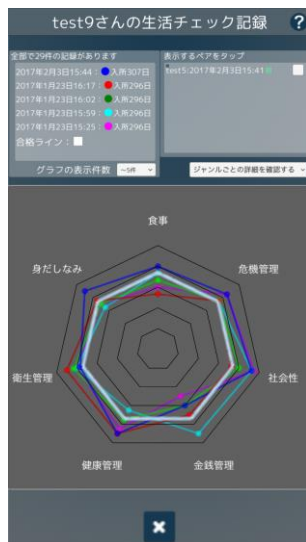 test9さんの生活チェック記録
?
全部で29件の記録があります
2017年2月3日15:44：●入所307日
2017年1月23日16:17：●入所296日
2017年1月23日16:02：●入所296日
2017年1月23日15:59：●入所296日
2017年1月23日15:25：●入所296日
合格ライン：
グラフの表示件数
～5件
表示するペアをタップ
test5:2017年2月3日15:41
ジャンルごとの詳細を確認する
食事
身だしなみ
危機管理
衛生管理
社会性
健康管理
金銭管理